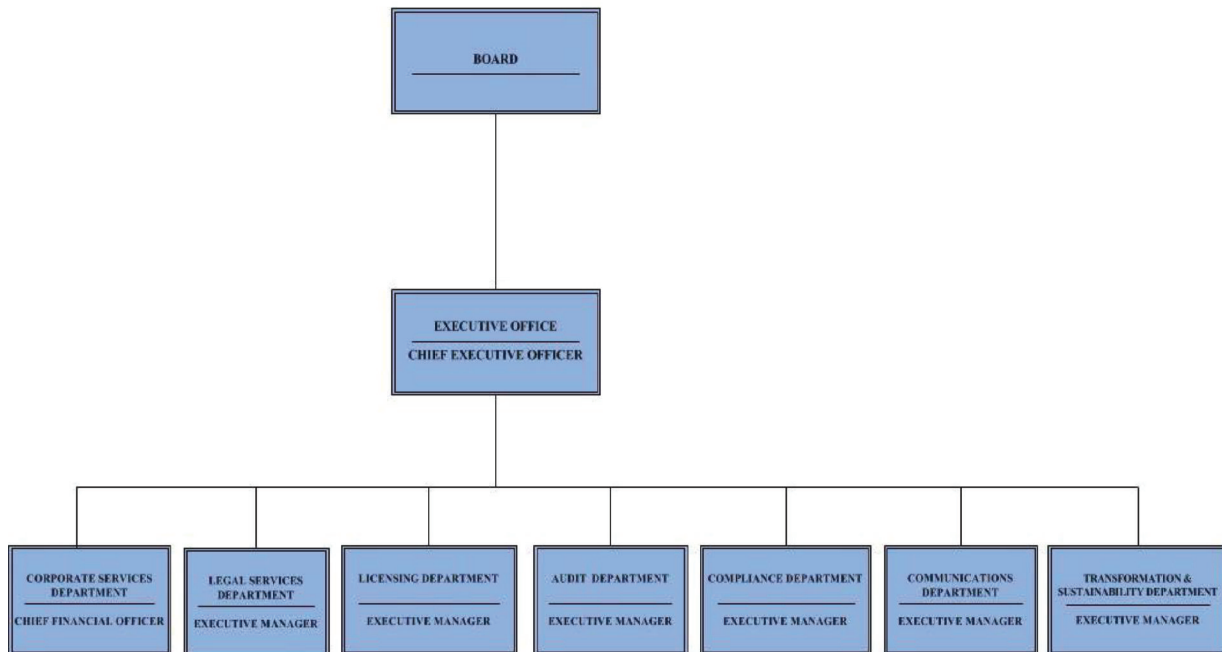 BOARD
EXECUTIVE OFFICE
CHIEF EXECUTIVE OFFICER
CORPORATE SERVICES
DEPARTMENT
CHIEF FINANCIAL OFFICER
LEGAL SERVICES
DEPARTMENT
EXECUTIVE MANAGER
LICENSING DEPARTMENT
EXECUTIVE MANAGER
AUDIT DEPARTMENT
EXECUTIVE MANAGER
COMPLIANCE DEPARTMENT
EXECUTIVE MANAGER
COMMUNICATIONS
DEPARTMENT
EXECUTIVE MANAGER
TRANSFORMATION &
SUSTAINABILITY DEPARTMENT
EXECUTIVE MANAGER